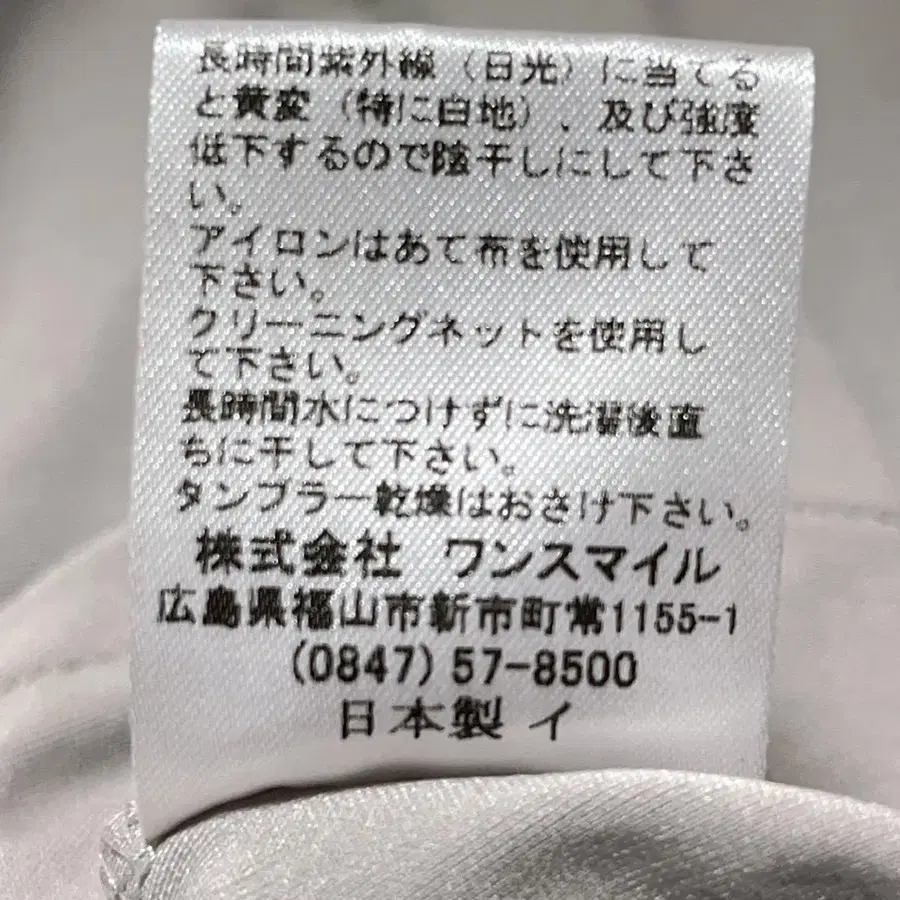 長時間紫外線（日光）に当てる
と黄変（特に白地）、及び強度
低下するので陰干しにして下さ
い。
アイロンはあて布を使用して
下さい。
クリーニングネットを使用し
て下さい。
長時間水につけずに洗濯後直
ちに干して下さい。
タンブラー乾燥はおさけ下さい。
株式会社 ワンスマイル
広島県福山市新市町常1155-1
(0847) 57-8500
日本製 イ